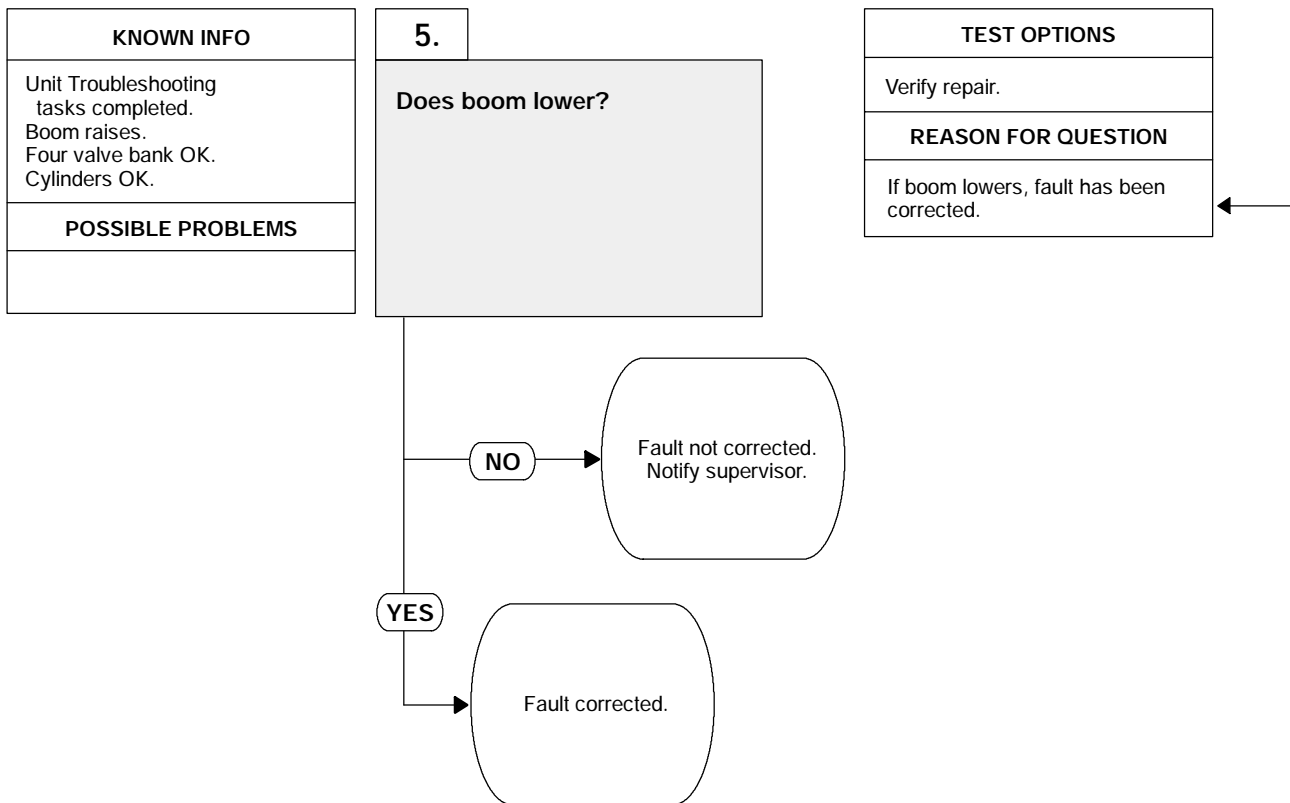 KNOWN INFO
Unit Troubleshooting
tasks completed.
Boom raises.
Four valve bank OK.
Cylinders OK.
POSSIBLE PROBLEMS
5.
Does boom lower?
TEST OPTIONS
Verify repair.
REASON FOR QUESTION
If boom lowers, fault has been
corrected.
NO
Fault not corrected.
Notify supervisor.
YES
Fault corrected.